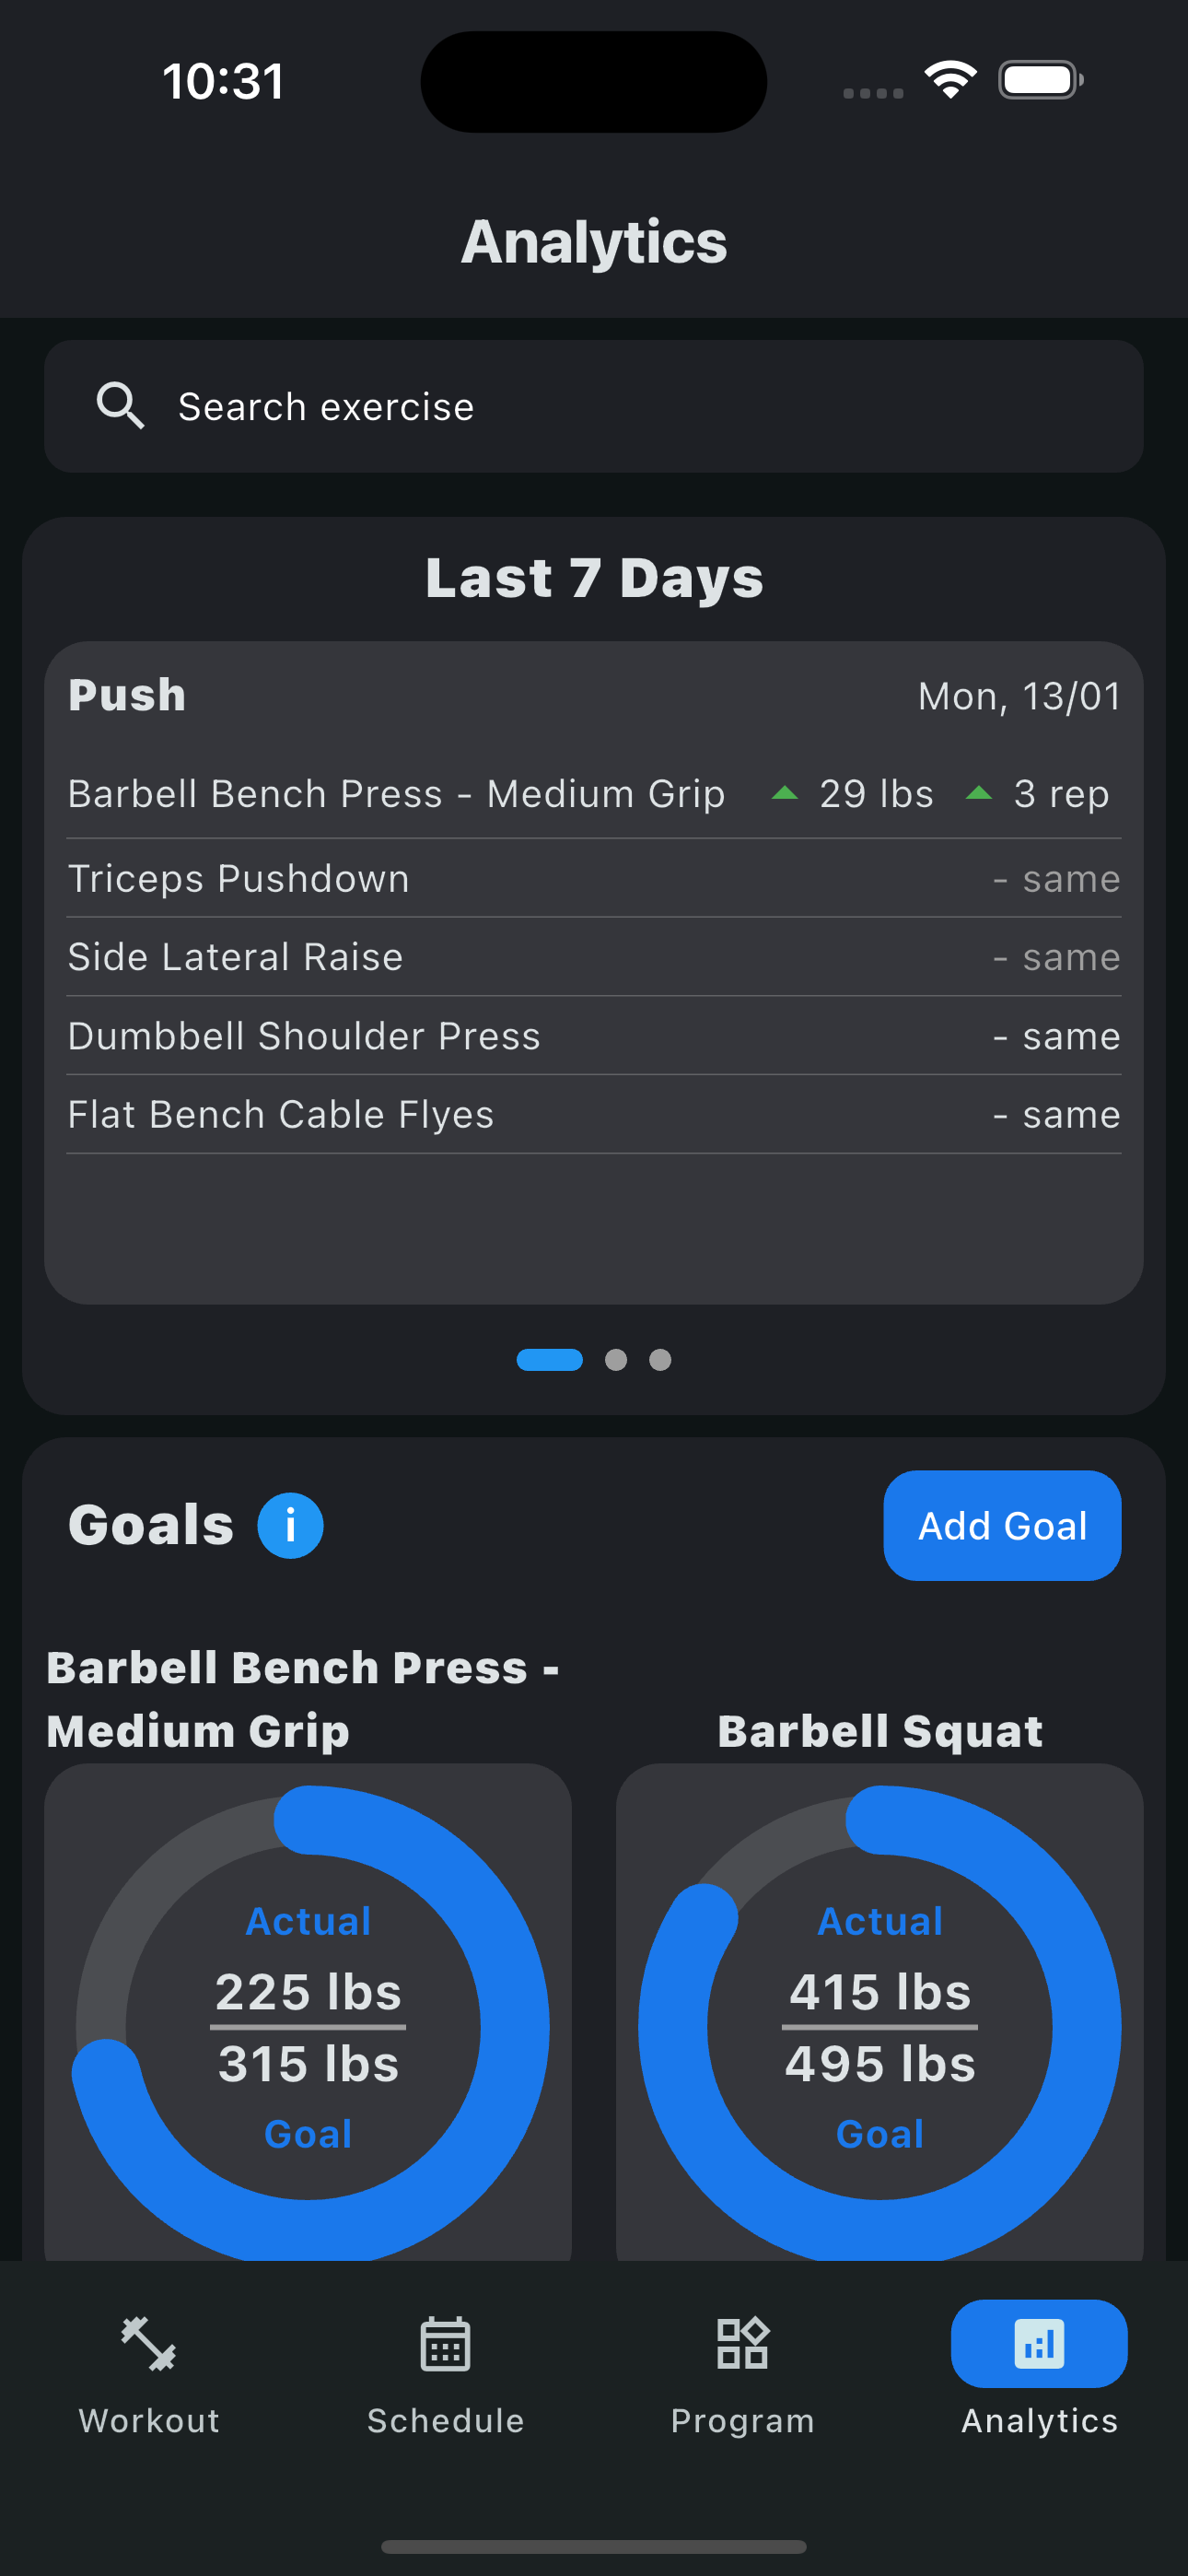 10:31
Analytics
Search exercise
Last 7 Days
Push Mon, 13/01
Barbell Bench Press - Medium Grip 29 lbs 3 rep
Triceps Pushdown - same
Side Lateral Raise - same
Dumbbell Shoulder Press - same
Flat Bench Cable Flyes - same
Goals i Add Goal
Barbell Bench Press -
Medium Grip
Barbell Squat
Actual
225 lbs
315 lbs
Goal
Actual
415 lbs
495 lbs
Goal
Workout Schedule Program Analytics